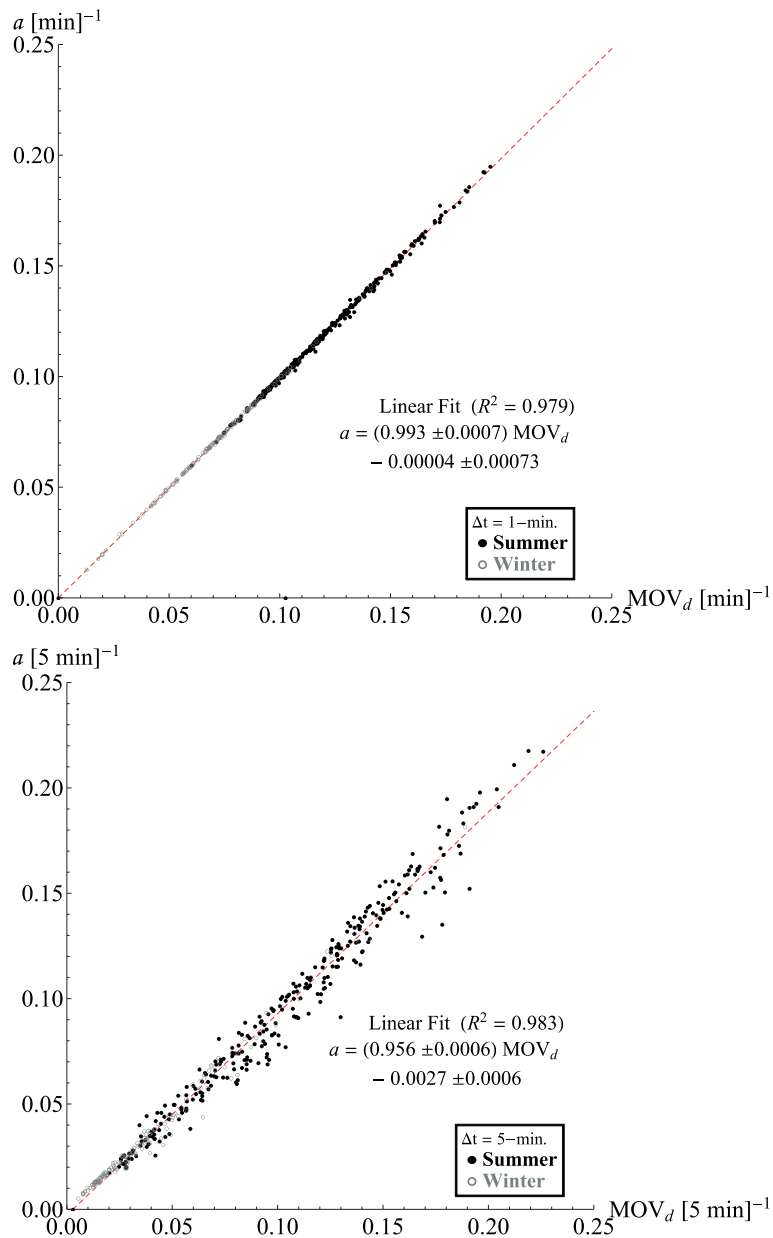 a [min]⁻¹
0.25
0.20
0.15
Linear Fit (R² = 0.979)
a = (0.993 ±0.0007) MOV_d
− 0.00004 ±0.00073
0.10
0.05
Δt = 1−min.
● Summer
○ Winter
0.00
0.00 0.05 0.10 0.15 0.20 0.25 MOV_d [min]⁻¹
a [5 min]⁻¹
0.25
0.20
0.15
0.10
Linear Fit (R² = 0.983)
a = (0.956 ±0.0006) MOV_d
− 0.0027 ±0.0006
0.05
Δt = 5−min.
● Summer
○ Winter
0.00
0.00 0.05 0.10 0.15 0.20 0.25 MOV_d [5 min]⁻¹